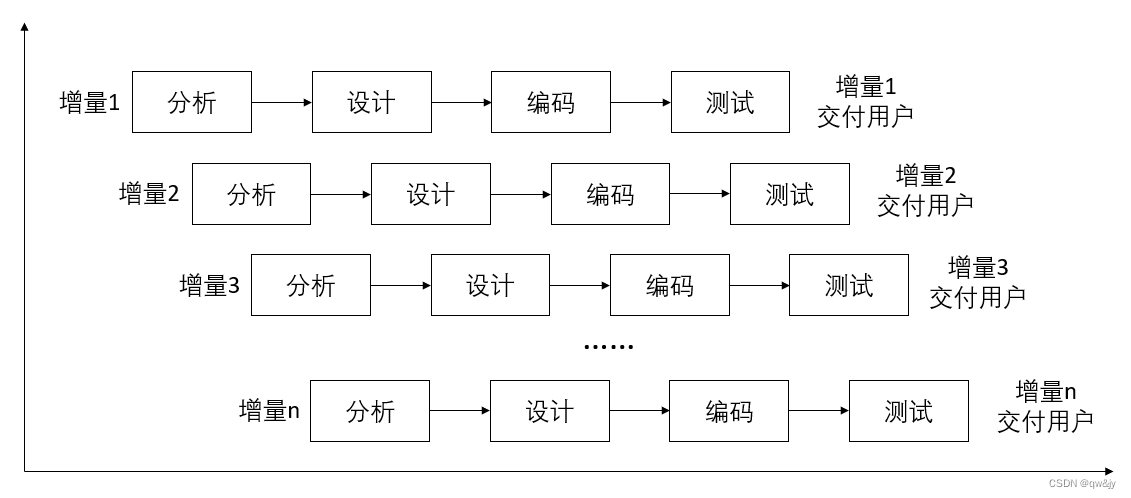 增量1 分析 设计 编码 测试 增量1
交付用户
增量2 分析 设计 编码 测试 增量2
交付用户
增量3 分析 设计 编码 测试 增量3
交付用户
……
增量n 分析 设计 编码 测试 增量n
交付用户
CSDN @qw&jy